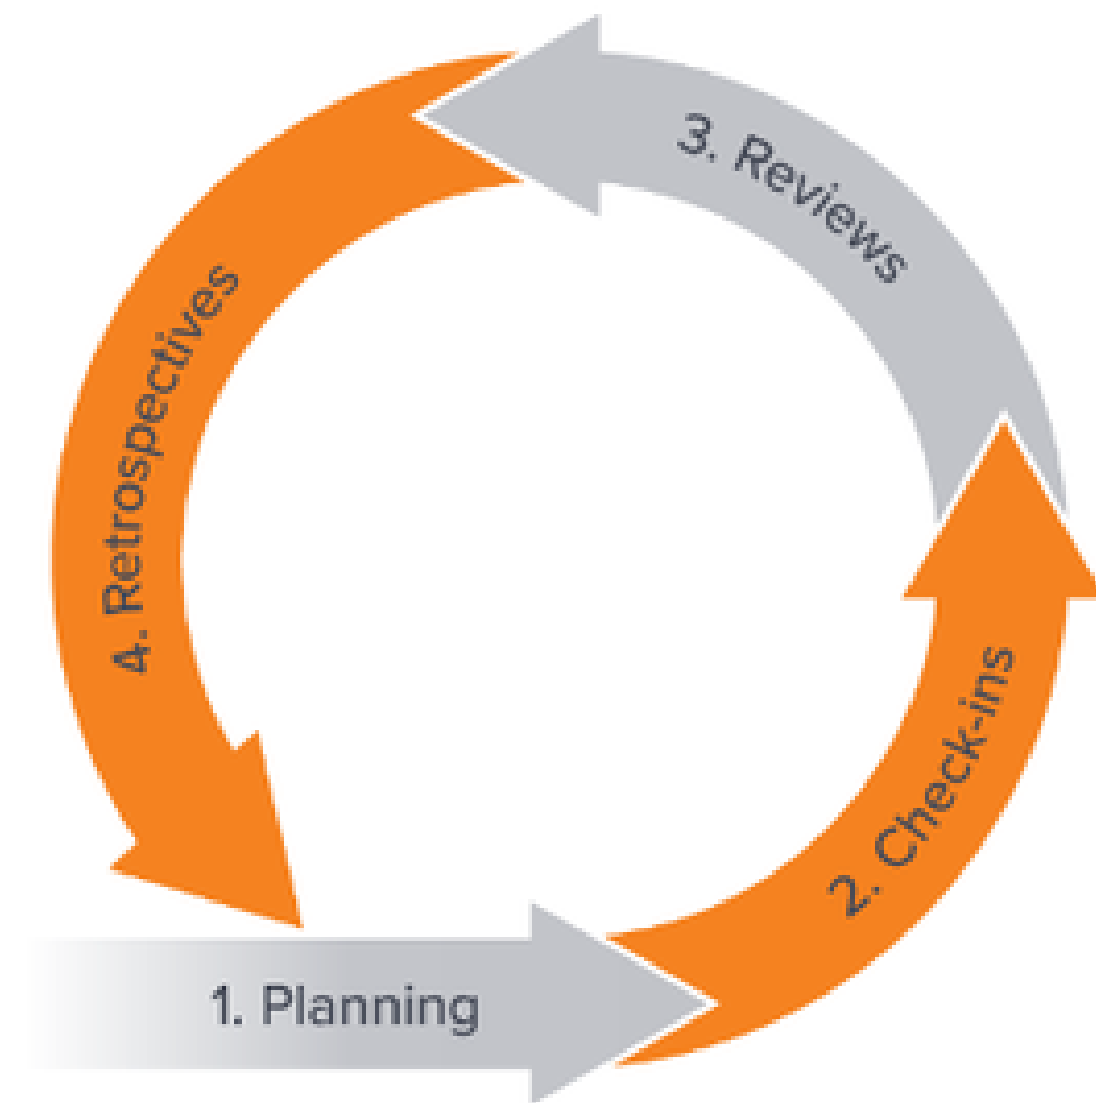 1. Planning
2. Check-ins
3. Reviews
4. Retrospectives